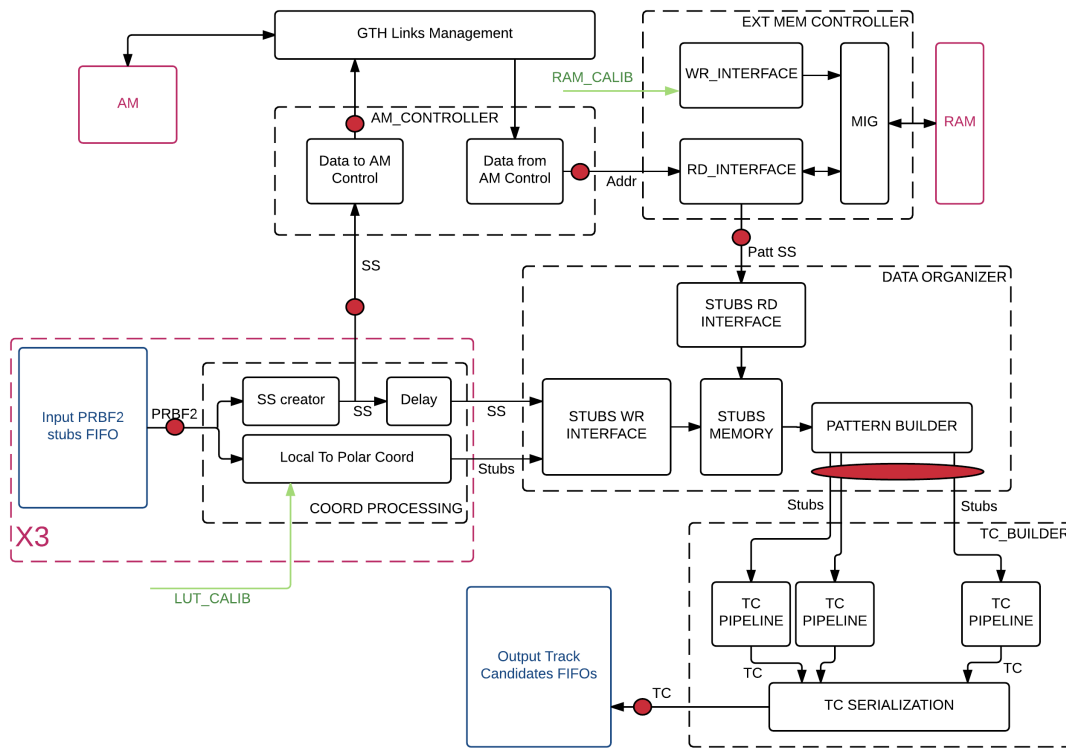 EXT MEM CONTROLLER
GTH Links Management
RAM_CALIB
WR_INTERFACE
AM
AM_CONTROLLER
MIG
RAM
Data to AM
Control
Data from
AM Control
Addr
RD_INTERFACE
Patt SS
SS
DATA ORGANIZER
STUBS RD
INTERFACE
Input PRBF2
stubs FIFO
PRBF2
SS creator
SS
Delay
SS
Local To Polar Coord
Stubs
COORD PROCESSING
STUBS WR
INTERFACE
STUBS
MEMORY
PATTERN BUILDER
X3
LUT_CALIB
Stubs
Stubs
TC_BUILDER
TC
PIPELINE
TC
PIPELINE
TC
PIPELINE
TC
TC
TC SERIALIZATION
TC
Output Track
Candidates FIFOs